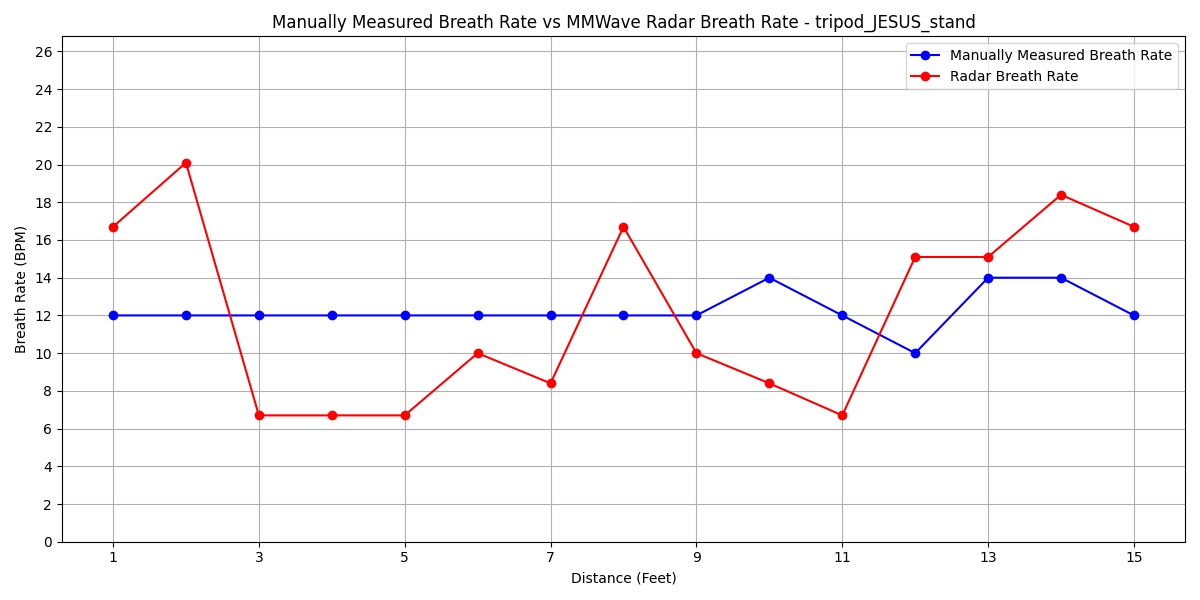 Manually Measured Breath Rate vs MMWave Radar Breath Rate - tripod_JESUS_stand
Manually Measured Breath Rate
Radar Breath Rate
Breath Rate (BPM)
26
24
22
20
18
16
14
12
10
8
6
4
2
0
1 3 5 7 9 11 13 15
Distance (Feet)